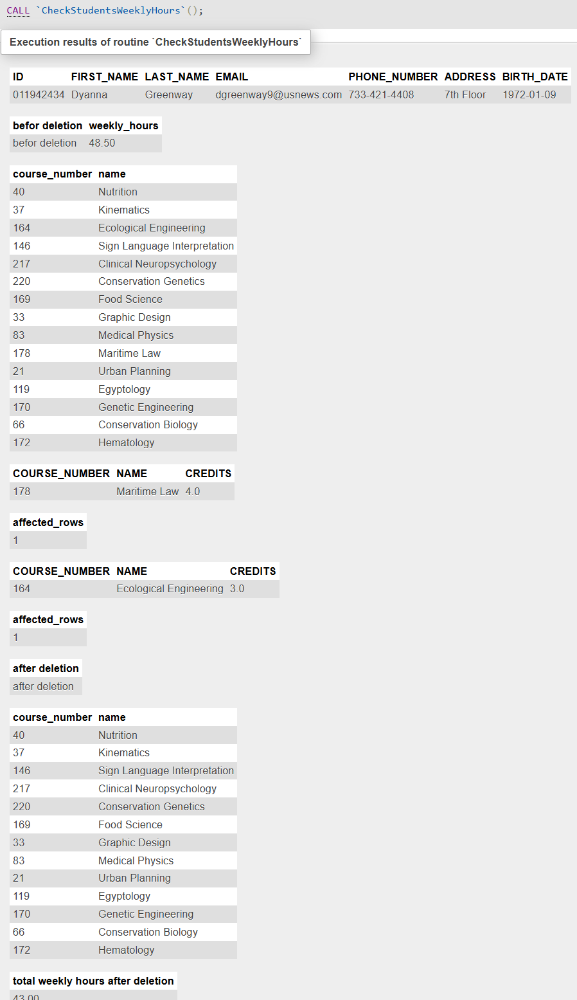 CALL `CheckStudentsWeeklyHours`();
Execution results of routine `CheckStudentsWeeklyHours`
ID FIRST_NAME LAST_NAME EMAIL PHONE_NUMBER ADDRESS BIRTH_DATE
011942434 Dyanna Greenway dgreenway9@usnews.com 733-421-4408 7th Floor 1972-01-09
befor deletion weekly_hours
befor deletion 48.50
course_number name
40 Nutrition
37 Kinematics
164 Ecological Engineering
146 Sign Language Interpretation
217 Clinical Neuropsychology
220 Conservation Genetics
169 Food Science
33 Graphic Design
83 Medical Physics
178 Maritime Law
21 Urban Planning
119 Egyptology
170 Genetic Engineering
66 Conservation Biology
172 Hematology
COURSE_NUMBER NAME CREDITS
178 Maritime Law 4.0
affected_rows
1
COURSE_NUMBER NAME CREDITS
164 Ecological Engineering 3.0
affected_rows
1
after deletion
after deletion
course_number name
40 Nutrition
37 Kinematics
146 Sign Language Interpretation
217 Clinical Neuropsychology
220 Conservation Genetics
169 Food Science
33 Graphic Design
83 Medical Physics
21 Urban Planning
119 Egyptology
170 Genetic Engineering
66 Conservation Biology
172 Hematology
total weekly hours after deletion
43.00